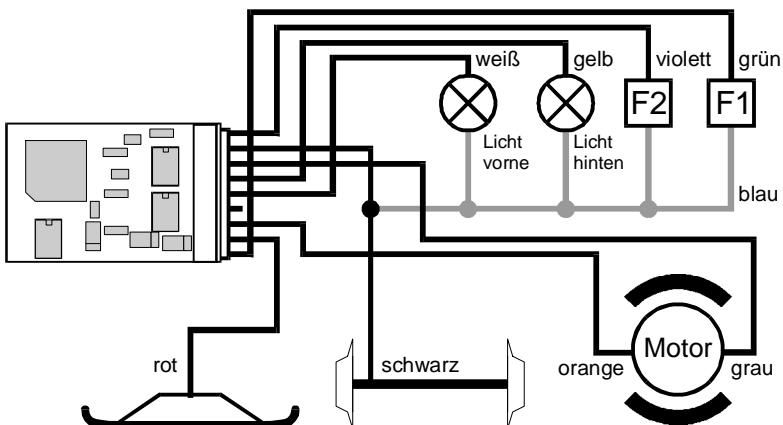 weiß
gelb
violett
grün
F2
F1
Licht
vorne
Licht
hinten
blau
rot
schwarz
orange
Motor
grau